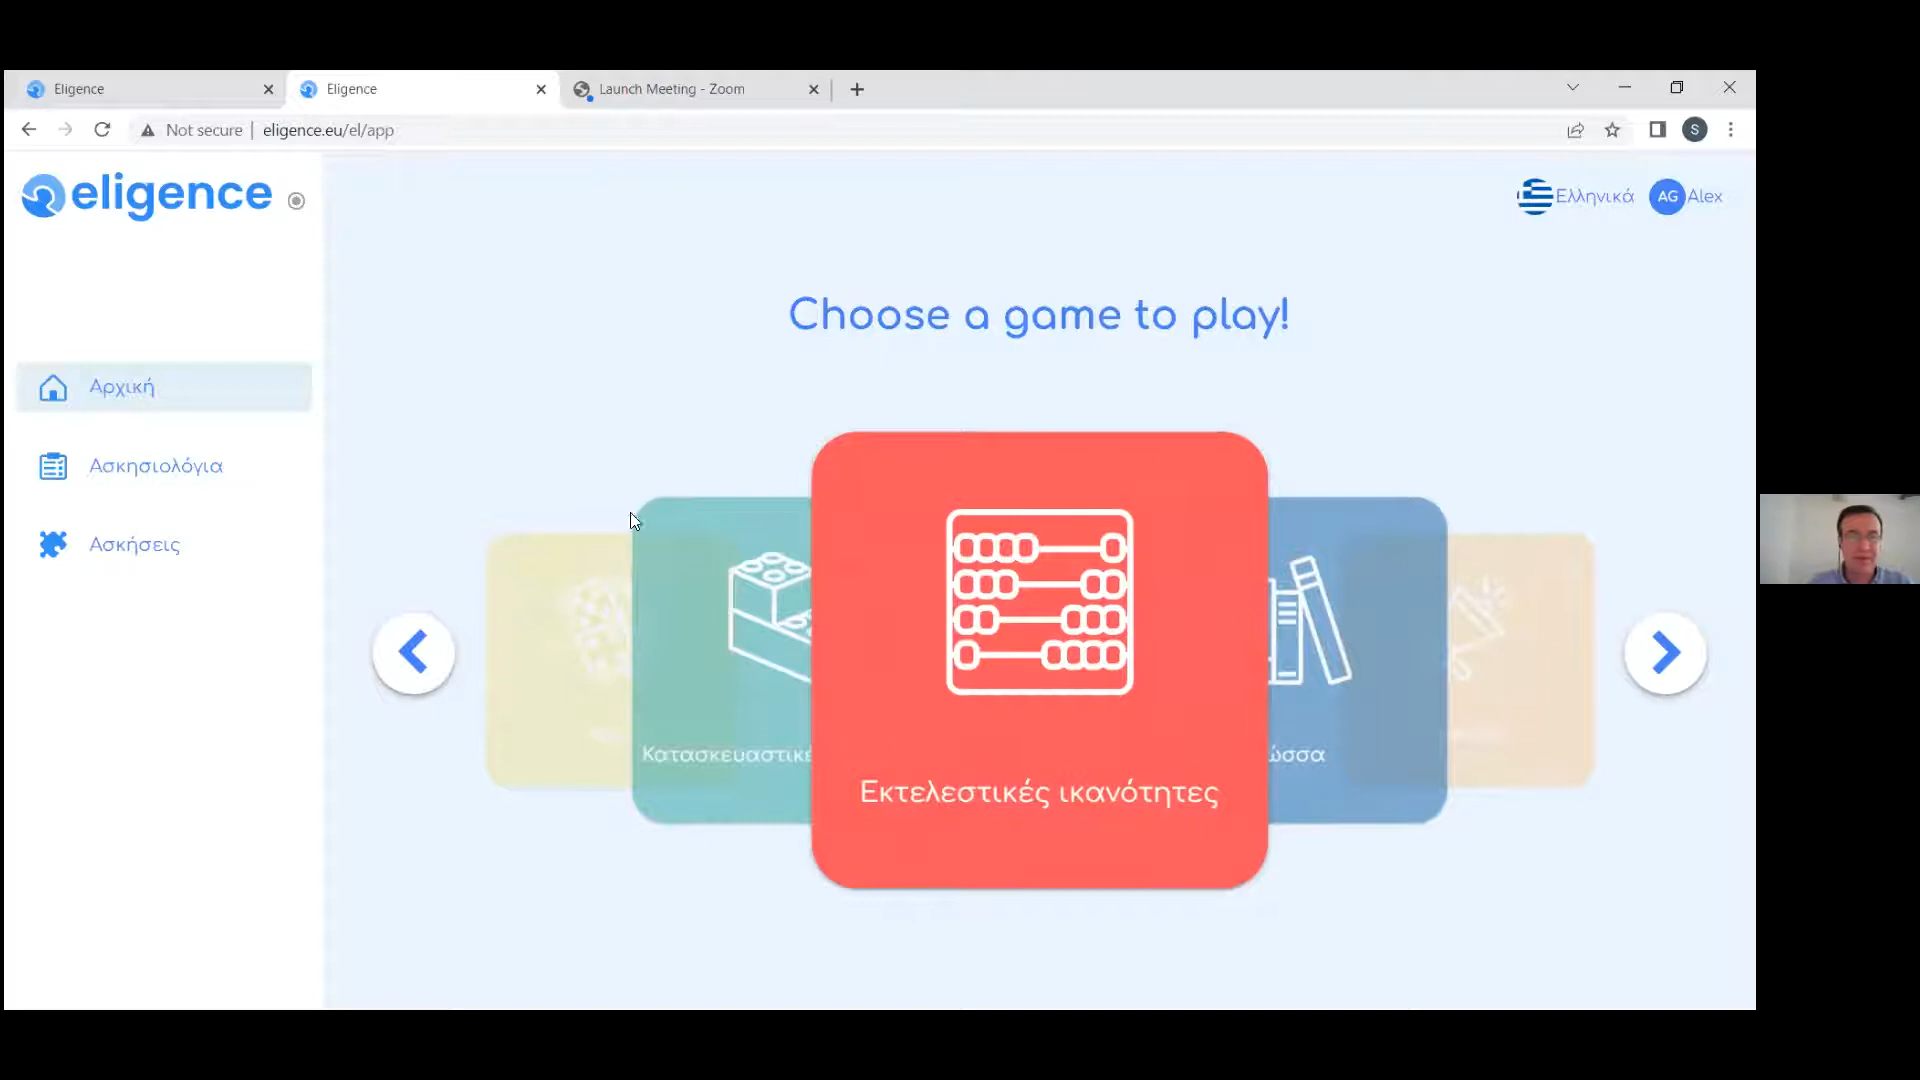 Eligence
Eligence
Launch Meeting - Zoom
Not secure
eligence.eu/el/app
S
eligence
Ελληνικά
AG
Alex
Choose a game to play!
Αρχική
Ασκησιολόγια
Ασκήσεις
Κατασκευαστικέ
ώσσα
Εκτελεστικές ικανότητες